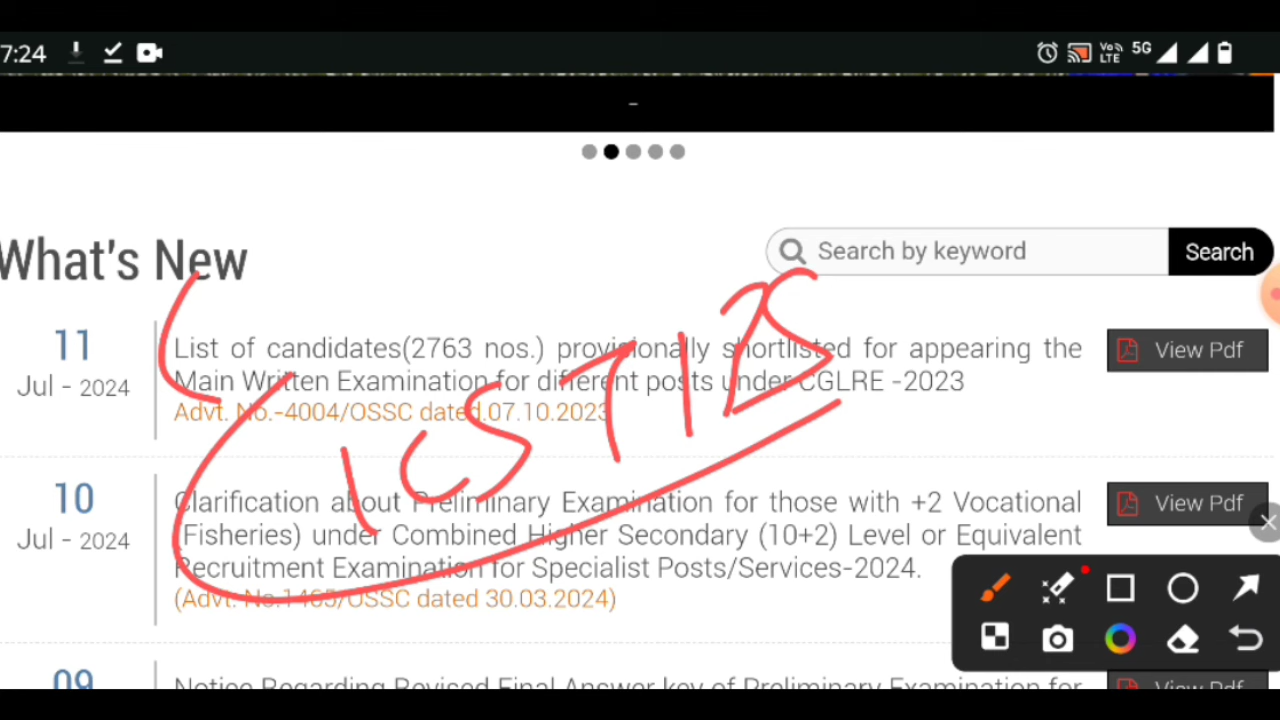 7:24 Vo)) LTE 5G
-
What's New Search by keyword Search
11 List of candidates(2763 nos.) provisionally shortlisted for appearing the View Pdf
Jul - 2024 Main Written Examination for different posts under CGLRE -2023
Advt. No.-4004/OSSC dated.07.10.2023
10 Clarification about Preliminary Examination for those with +2 Vocational View Pdf
Jul - 2024 (Fisheries) under Combined Higher Secondary (10+2) Level or Equivalent
Recruitment Examination for Specialist Posts/Services-2024.
(Advt. No.1465/OSSC dated 30.03.2024)
09 Notice Regarding Revised Final Answer key of Preliminary Examination for View Pdf